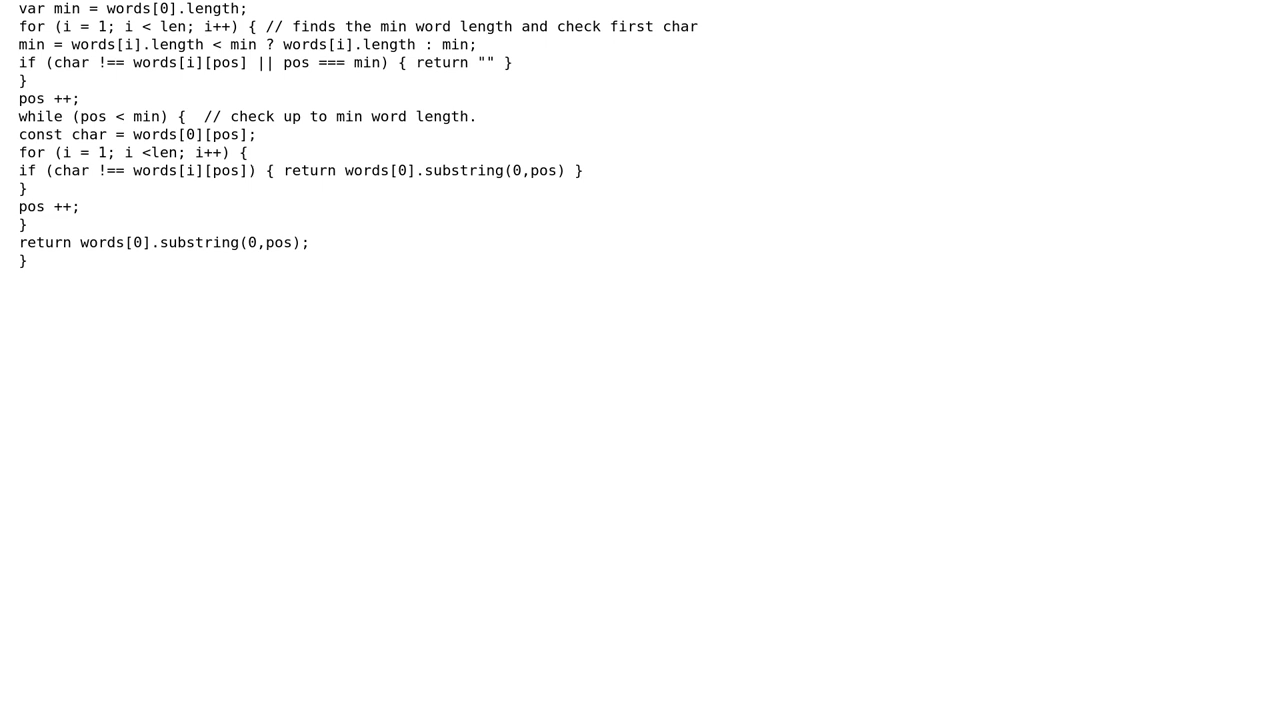 var min = words[0].length;
for (i = 1; i < len; i++) { // finds the min word length and check first char
min = words[i].length < min ? words[i].length : min;
if (char !== words[i][pos] || pos === min) { return "" }
}
pos ++;
while (pos < min) {  // check up to min word length.
const char = words[0][pos];
for (i = 1; i <len; i++) {
if (char !== words[i][pos]) { return words[0].substring(0,pos) }
}
pos ++;
}
return words[0].substring(0,pos);
}